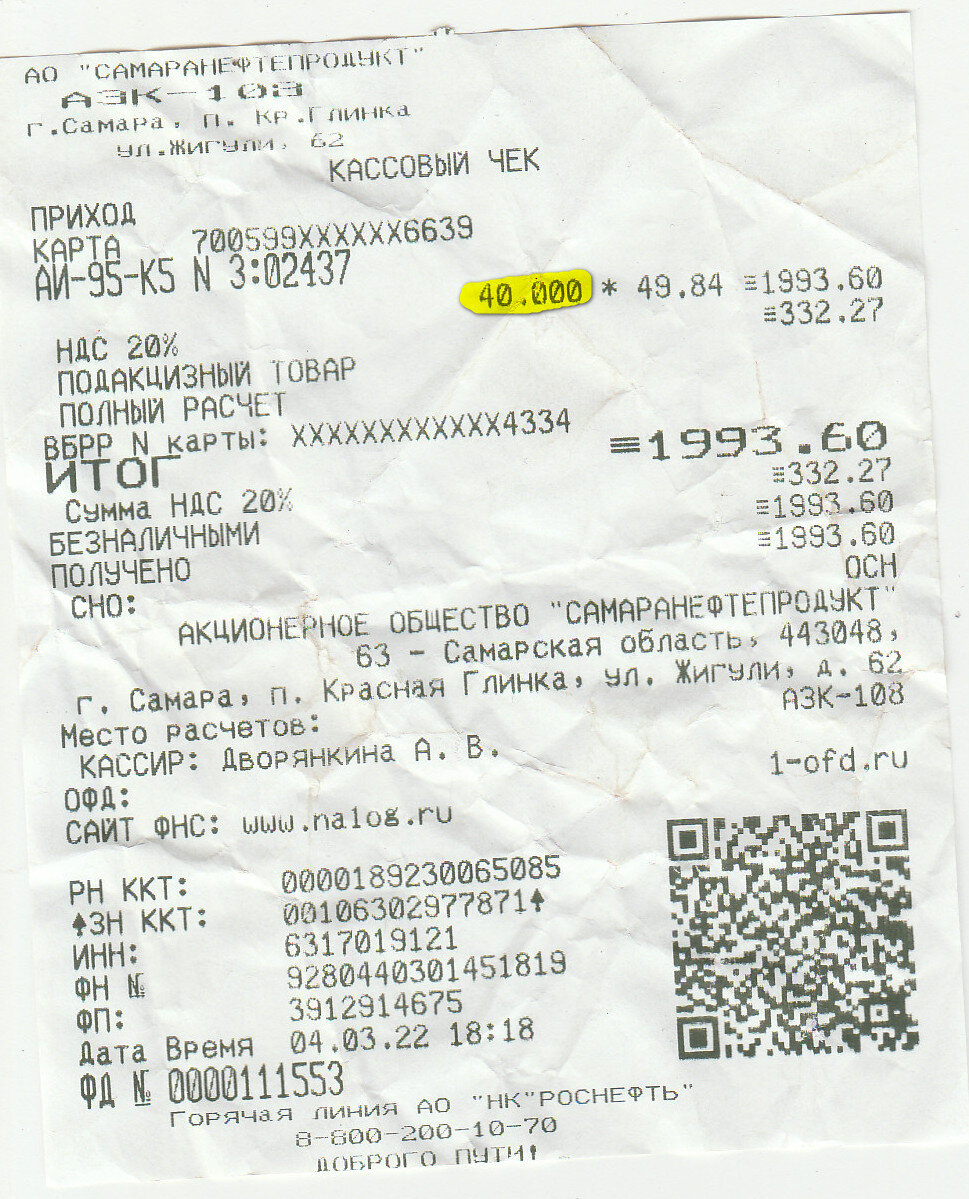 АО "САМАРАНЕФТЕПРОДУКТ"
АЗК-108
г.Самара, п. Кр.Глинка
ул.Жигули, 62
КАССОВЫЙ ЧЕК
ПРИХОД
КАРТА 700599XXXXXX6639
АИ-95-К5 N 3:02437
40.000 * 49.84 ≡1993.60
≡332.27
НДС 20%
ПОДАКЦИЗНЫЙ ТОВАР
ПОЛНЫЙ РАСЧЕТ
ВБРР N карты: XXXXXXXXXXXX4334
ИТОГ ≡1993.60
≡332.27
Сумма НДС 20% ≡1993.60
БЕЗНАЛИЧНЫМИ ≡1993.60
ПОЛУЧЕНО ОСН
СНО:
АКЦИОНЕРНОЕ ОБЩЕСТВО "САМАРАНЕФТЕПРОДУКТ"
63 - Самарская область, 443048,
г. Самара, п. Красная Глинка, ул. Жигули, д. 62
АЗК-108
Место расчетов:
КАССИР: Дворянкина А. В.
1-ofd.ru
ОФД:
САЙТ ФНС: www.nalog.ru
РН ККТ: 0000189230065085
↑ЗН ККТ: 00106302977871↑
ИНН: 6317019121
ФН № 9280440301451819
ФП: 3912914675
Дата Время 04.03.22 18:18
ФД № 0000111553
Горячая линия АО "НК"РОСНЕФТЬ"
8-800-200-10-70
ДОБРОГО ПУТИ!